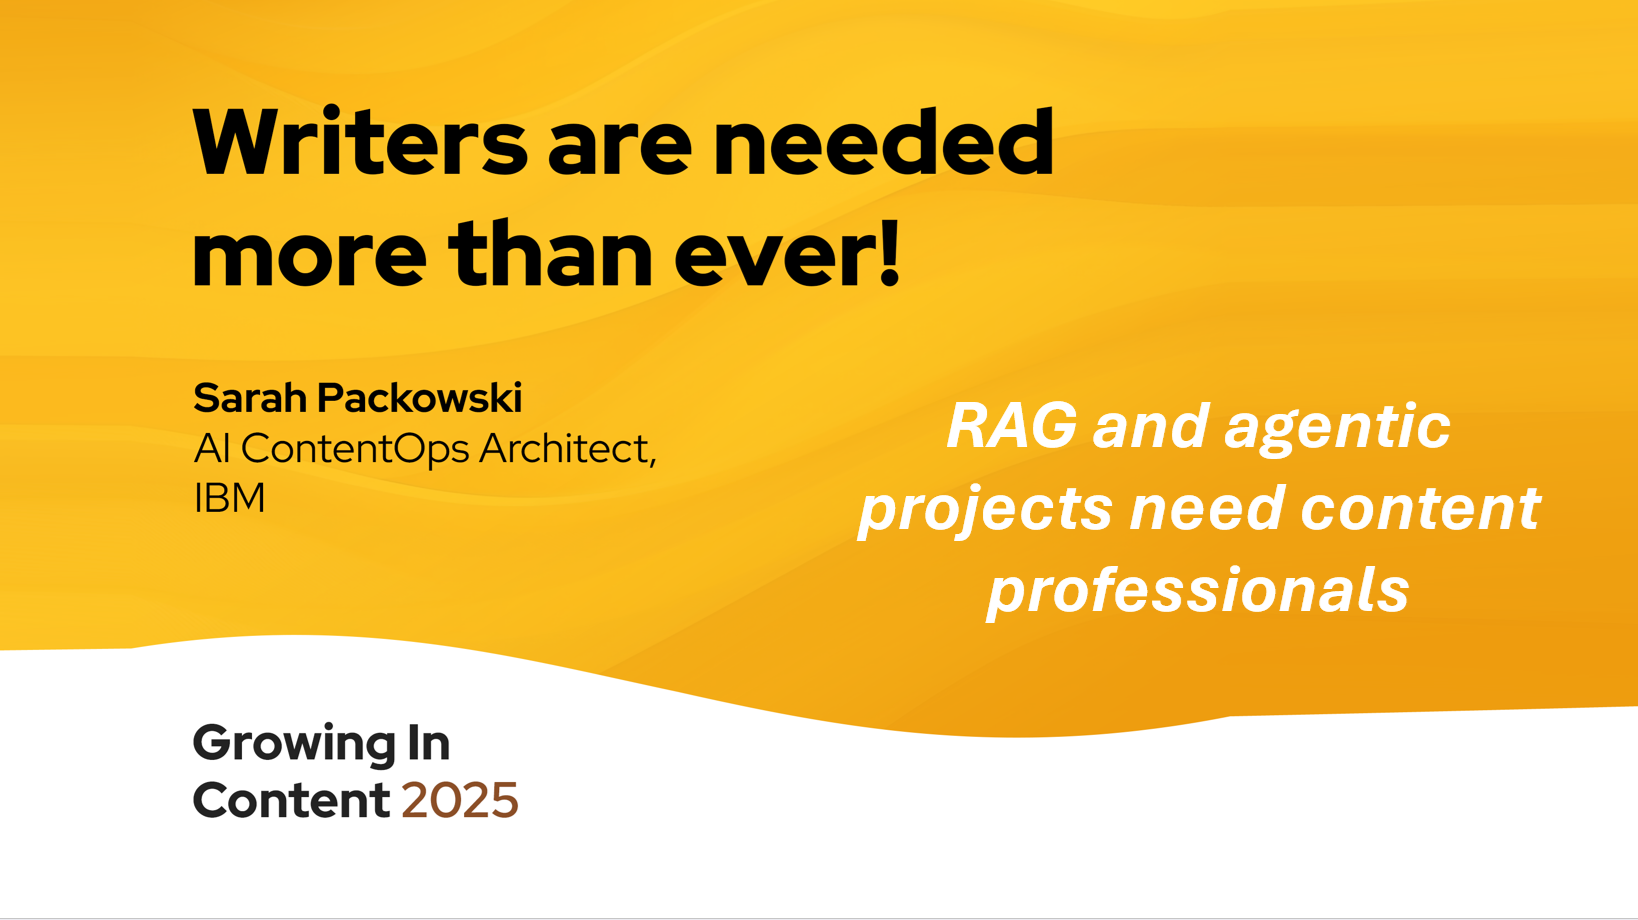 Writers are needed
more than ever!
Sarah Packowski
AI ContentOps Architect,
IBM
RAG and agentic
projects need content
professionals
Growing In
Content 2025